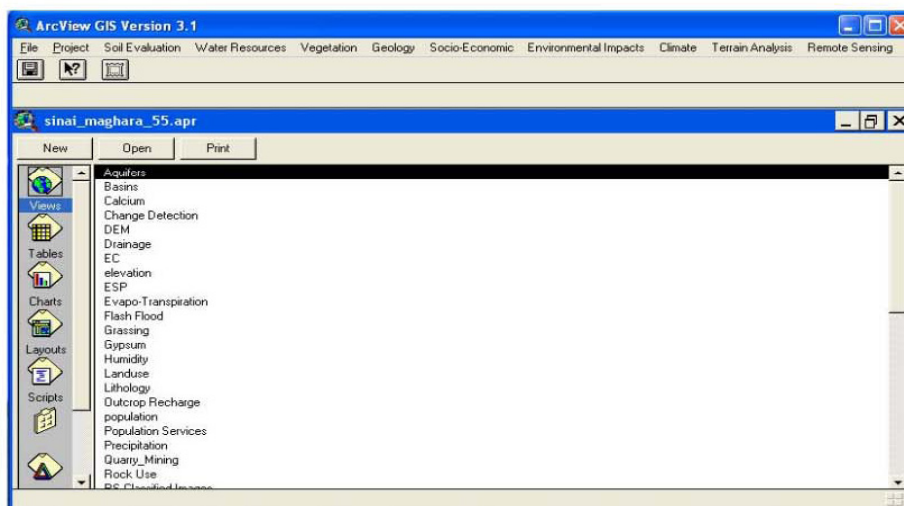 ArcView GIS Version 3.1
File Project Soil Evaluation Water Resources Vegetation Geology Socio-Economic Environmental Impacts Climate Terrain Analysis Remote Sensing
sinai_maghara_55.apr
New Open Print
Views
Tables
Charts
Layouts
Scripts
Aquifers
Basins
Calcium
Change Detection
DEM
Drainage
EC
elevation
ESP
Evapo-Transpiration
Flash Flood
Grassing
Gypsum
Humidity
Landuse
Lithology
Outcrop Recharge
population
Population Services
Precipitation
Quarry_Mining
Rock Use
RS Classified Images